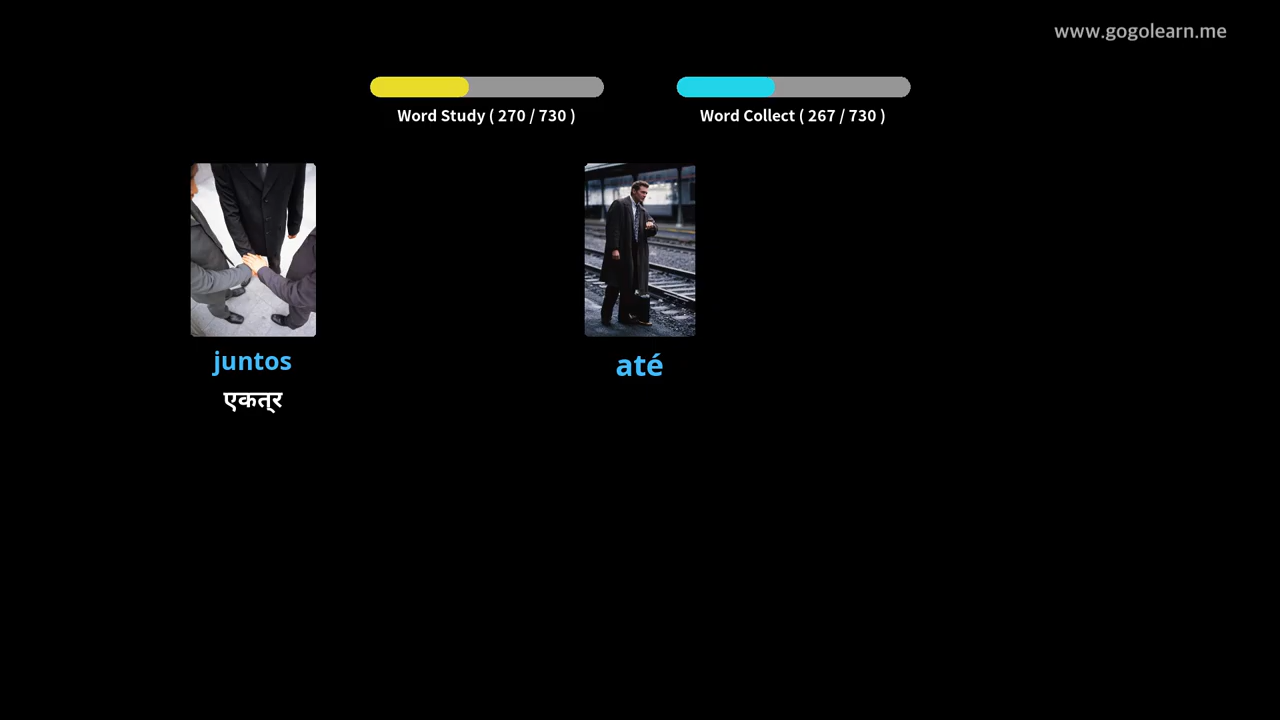 www.gogolearn.me
Word Study ( 270 / 730 )
Word Collect ( 267 / 730 )
juntos
एकत्र
até